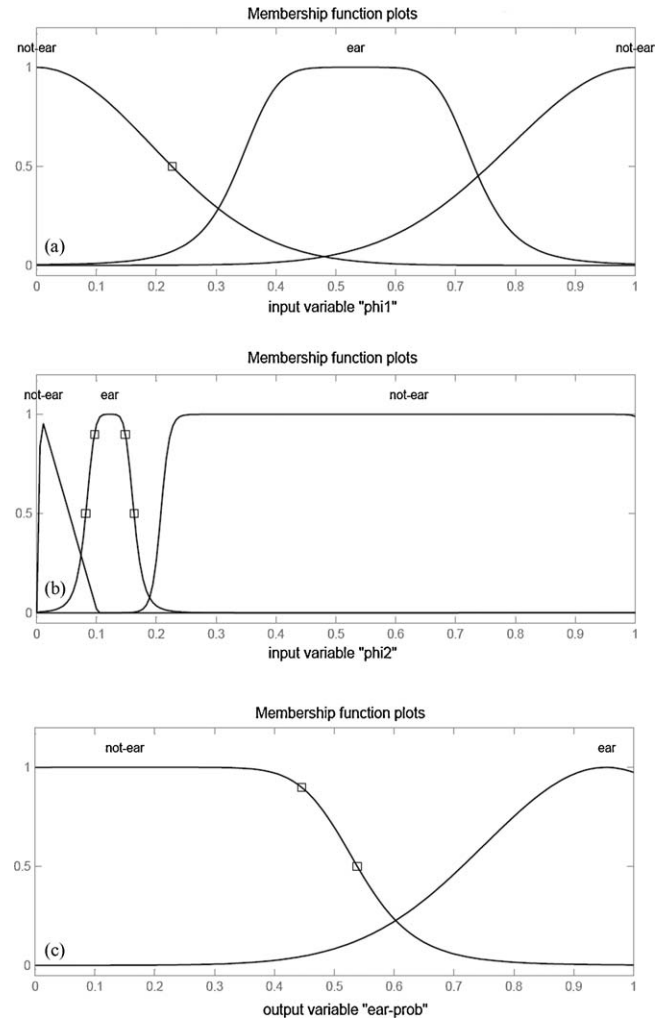 Membership function plots
not-ear ear not-ear
1
0.5
0
(a)
0 0.1 0.2 0.3 0.4 0.5 0.6 0.7 0.8 0.9 1
input variable "phi1"
Membership function plots
not-ear ear not-ear
1
0.5
0
(b)
0 0.1 0.2 0.3 0.4 0.5 0.6 0.7 0.8 0.9 1
input variable "phi2"
Membership function plots
not-ear ear
1
0.5
0
(c)
0 0.1 0.2 0.3 0.4 0.5 0.6 0.7 0.8 0.9 1
output variable "ear-prob"